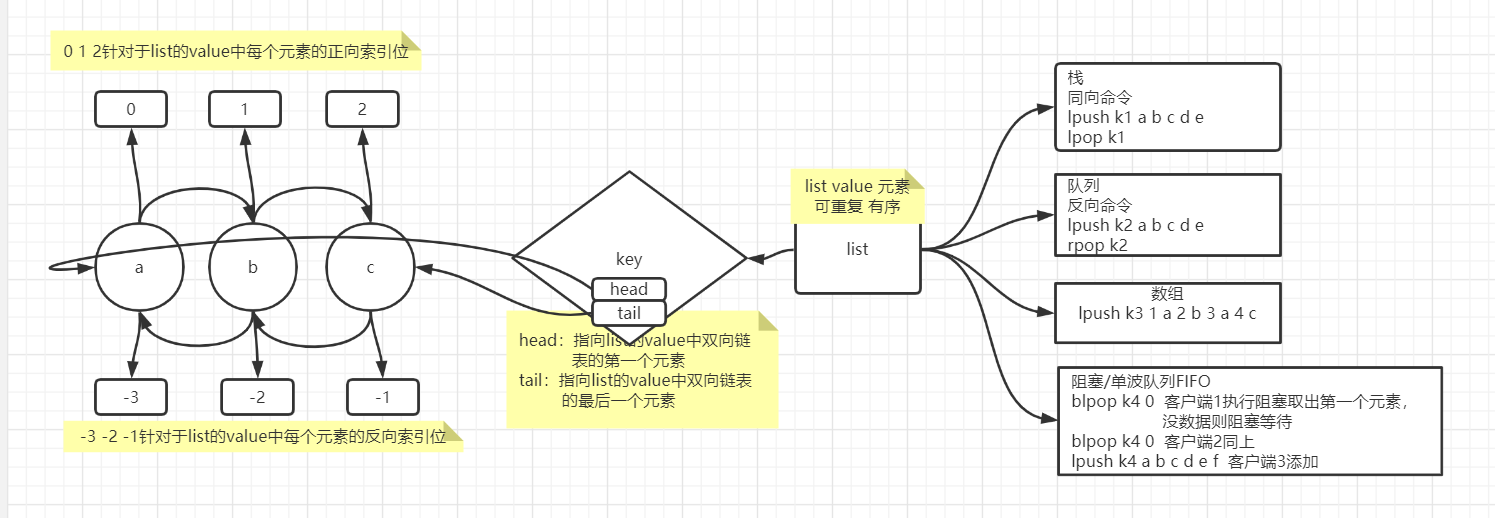 0 1 2针对于list的value中每个元素的正向索引位
0
1
2
a
b
c
-3
-2
-1
-3 -2 -1针对于list的value中每个元素的反向索引位
key
head
tail
head：指向list的value中双向链
表的第一个元素
tail：指向list的value中双向链表
的最后一个元素
list value 元素
可重复 有序
list
栈
同向命令
lpush k1 a b c d e
lpop k1
队列
反向命令
lpush k2 a b c d e
rpop k2
数组
lpush k3 1 a 2 b 3 a 4 c
阻塞/单波队列FIFO
blpop k4 0 客户端1执行阻塞取出第一个元素，
没数据则阻塞等待
blpop k4 0 客户端2同上
lpush k4 a b c d e f 客户端3添加